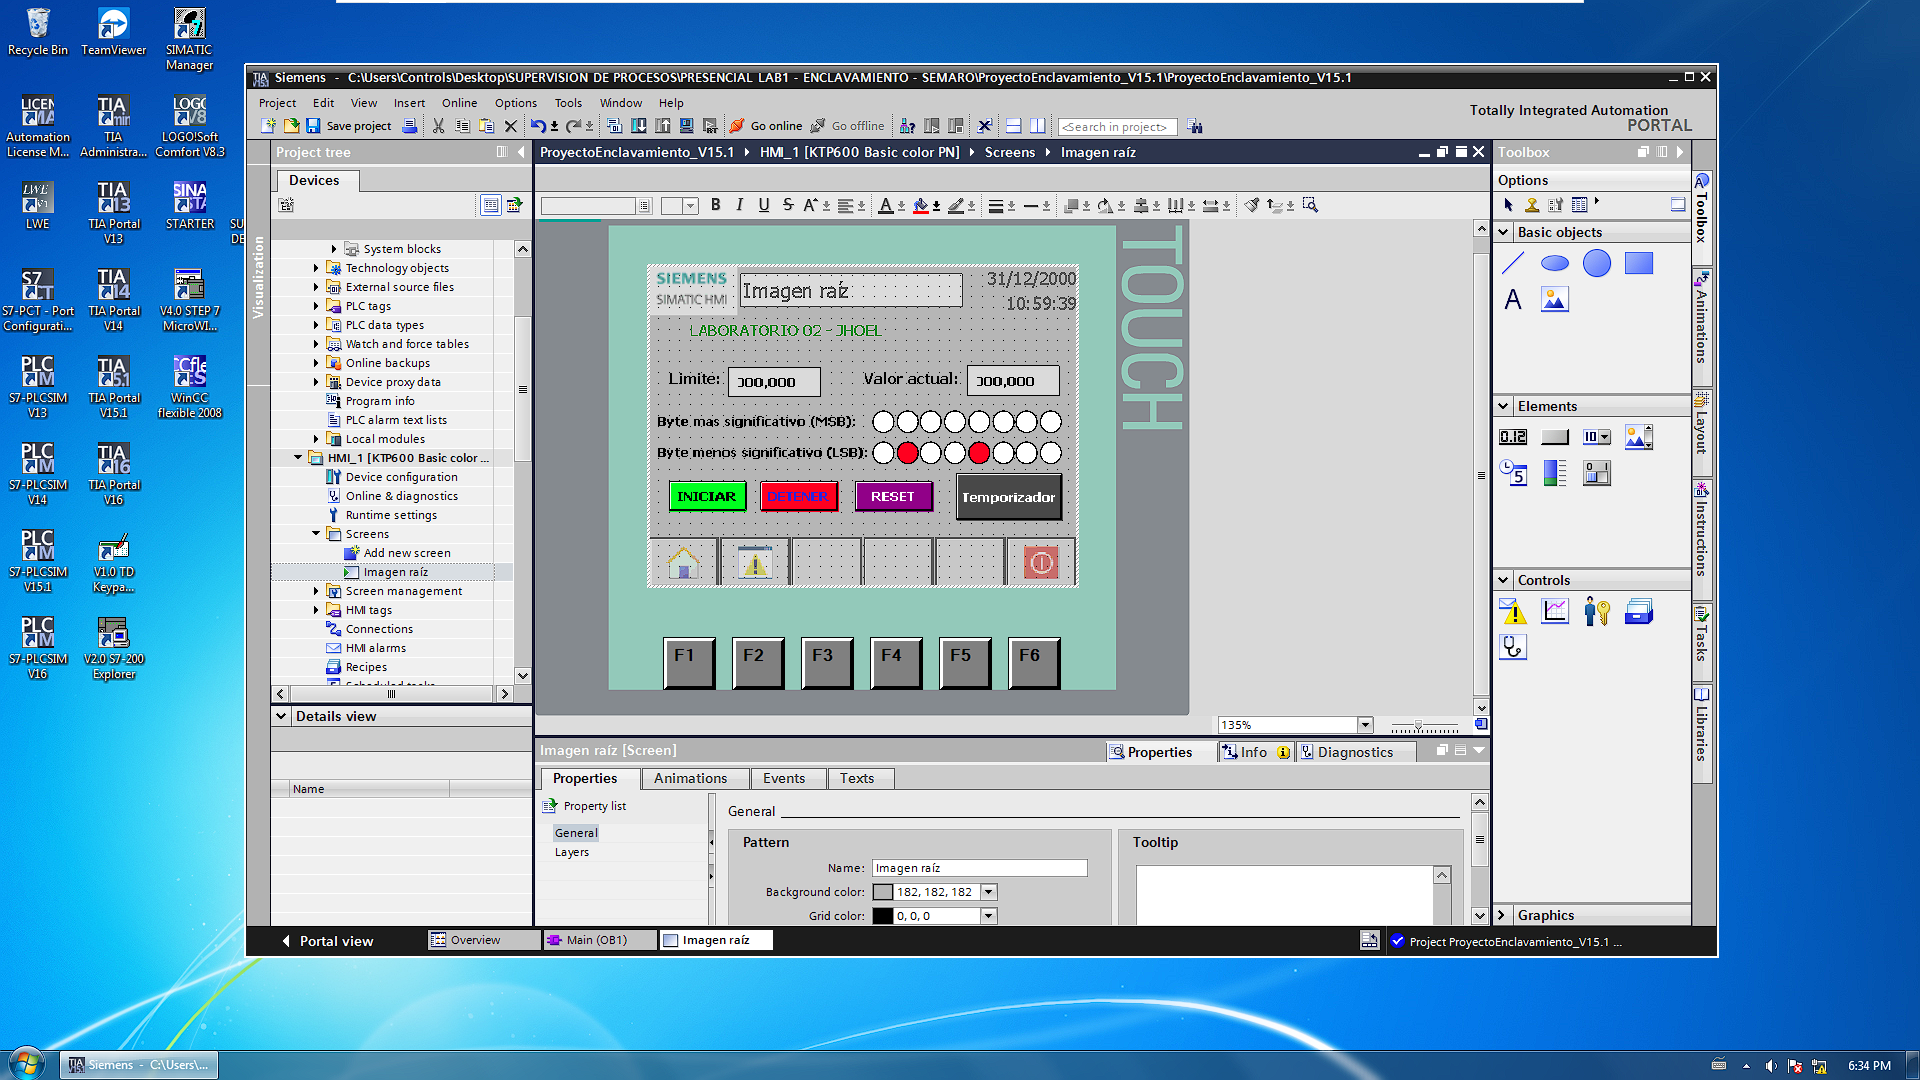 Recycle Bin
TeamViewer
SIMATIC Manager
Automation License M...
TIA Administra...
LOGO!Soft Comfort V8.3
LWE
TIA Portal V13
STARTER
S7-PCT - Port Configurati...
TIA Portal V14
V4.0 STEP 7 MicroWI...
S7-PLCSIM V13
TIA Portal V15.1
WinCC flexible 2008
S7-PLCSIM V14
TIA Portal V16
S7-PLCSIM V15.1
V1.0 TD Keypa...
S7-PLCSIM V16
V2.0 S7-200 Explorer
Siemens - C:\Users\Controls\Desktop\SUPERVISION DE PROCESOS\PRESENCIAL LAB1 - ENCLAVAMIENTO - SEMARO\ProyectoEnclavamiento_V15.1\ProyectoEnclavamiento_V15.1
Project Edit View Insert Online Options Tools Window Help
Totally Integrated Automation
PORTAL
Save project
Go online
Go offline
<Search in project>
Project tree
Devices
Visualization
System blocks
Technology objects
External source files
PLC tags
PLC data types
Watch and force tables
Online backups
Device proxy data
Program info
PLC alarm text lists
Local modules
HMI_1 [KTP600 Basic color ...
Device configuration
Online & diagnostics
Runtime settings
Screens
Add new screen
Imagen raíz
Screen management
HMI tags
Connections
HMI alarms
Recipes
Details view
Name
ProyectoEnclavamiento_V15.1 HMI_1 [KTP600 Basic color PN] Screens Imagen raíz
B I U S A
SIEMENS
SIMATIC HMI
Imagen raíz
31/12/2000
10:59:39
TOUCH
LABORATORIO 02 - JHOEL
Limite: 000,000
Valor actual: 000,000
Byte mas significativo (MSB):
Byte menos significativo (LSB):
INICIAR
DETENER
RESET
Temporizador
F1 F2 F3 F4 F5 F6
135%
Imagen raíz [Screen]
Properties
Info
Diagnostics
Properties Animations Events Texts
Property list
General
Layers
General
Pattern
Name: Imagen raíz
Background color: 182, 182, 182
Grid color: 0, 0, 0
Tooltip
Toolbox
Options
Basic objects
Elements
Controls
Graphics
Toolbox
Animations
Layout
Instructions
Tasks
Libraries
Portal view
Overview
Main (OB1)
Imagen raíz
Project ProyectoEnclavamiento_V15.1 ...
Siemens - C:\Users\...
6:34 PM